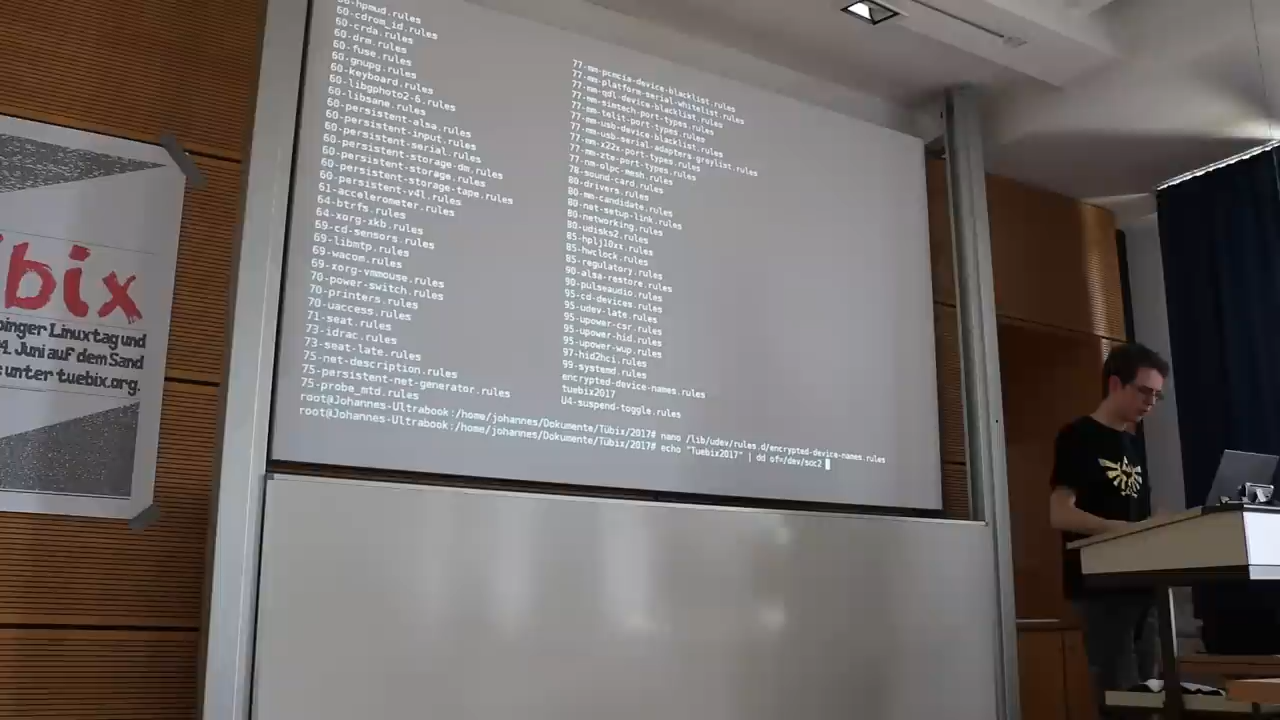 bix
binger Linuxtag und
4. Juni auf dem Sand
unter tuebix.org.
60-hpmud.rules
60-cdrom_id.rules
60-crda.rules
60-drm.rules
60-fuse.rules
60-gnupg.rules
60-keyboard.rules
60-libgphoto2-6.rules
60-libsane.rules
60-persistent-alsa.rules
60-persistent-input.rules
60-persistent-serial.rules
60-persistent-storage-dm.rules
60-persistent-storage.rules
60-persistent-storage-tape.rules
60-persistent-v4l.rules
61-accelerometer.rules
64-btrfs.rules
64-xorg-xkb.rules
69-cd-sensors.rules
69-libmtp.rules
69-wacom.rules
69-xorg-vmmouse.rules
70-power-switch.rules
70-printers.rules
70-uaccess.rules
71-seat.rules
73-idrac.rules
73-seat-late.rules
75-net-description.rules
75-persistent-net-generator.rules
75-probe_mtd.rules
77-mm-pcmcia-device-blacklist.rules
77-mm-platform-serial-whitelist.rules
77-mm-qdl-device-blacklist.rules
77-mm-simtech-port-types.rules
77-mm-telit-port-types.rules
77-mm-usb-device-blacklist.rules
77-mm-usb-serial-adapters-greylist.rules
77-mm-x22x-port-types.rules
77-mm-zte-port-types.rules
78-nm-olpc-mesh.rules
78-sound-card.rules
80-drivers.rules
80-mm-candidate.rules
80-net-setup-link.rules
80-networking.rules
80-udisks2.rules
85-hplj10xx.rules
85-hwclock.rules
85-regulatory.rules
90-alsa-restore.rules
90-pulseaudio.rules
95-cd-devices.rules
95-udev-late.rules
95-upower-csr.rules
95-upower-hid.rules
95-upower-wup.rules
97-hid2hci.rules
99-systemd.rules
encrypted-device-names.rules
tuebix2017
U4-suspend-toggle.rules
root@Johannes-Ultrabook:/home/johannes/Dokumente/Tübix/2017# nano /lib/udev/rules.d/encrypted-device-names.rules
root@Johannes-Ultrabook:/home/johannes/Dokumente/Tübix/2017# echo "Tuebix2017" | dd of=/dev/sdc2